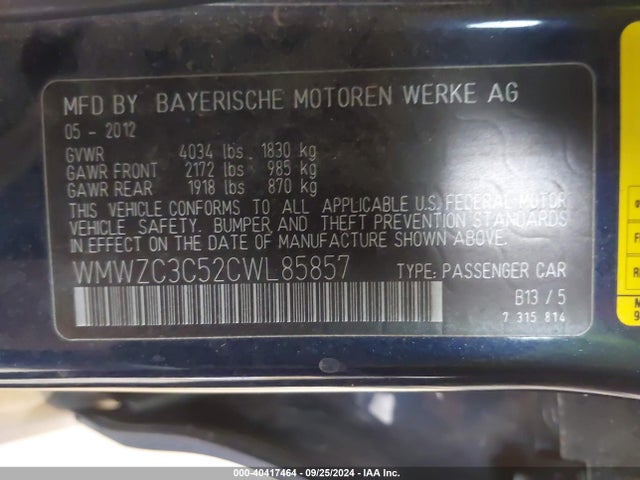 MFD BY BAYERISCHE MOTOREN WERKE AG
05 - 2012
GVWR 4034 lbs 1830 kg
GAWR FRONT 2172 lbs 985 kg
GAWR REAR 1918 lbs 870 kg
THIS VEHICLE CONFORMS TO ALL APPLICABLE U.S. FEDERAL MOTOR
VEHICLE SAFETY, BUMPER, AND THEFT PREVENTION STANDARDS
IN EFFECT ON THE DATE OF MANUFACTURE SHOWN ABOVE.
WMWZC3C52CWL85857 TYPE: PASSENGER CAR
B13 / 5
7 315 814
000-40417464 - 09/25/2024 - IAAI.com